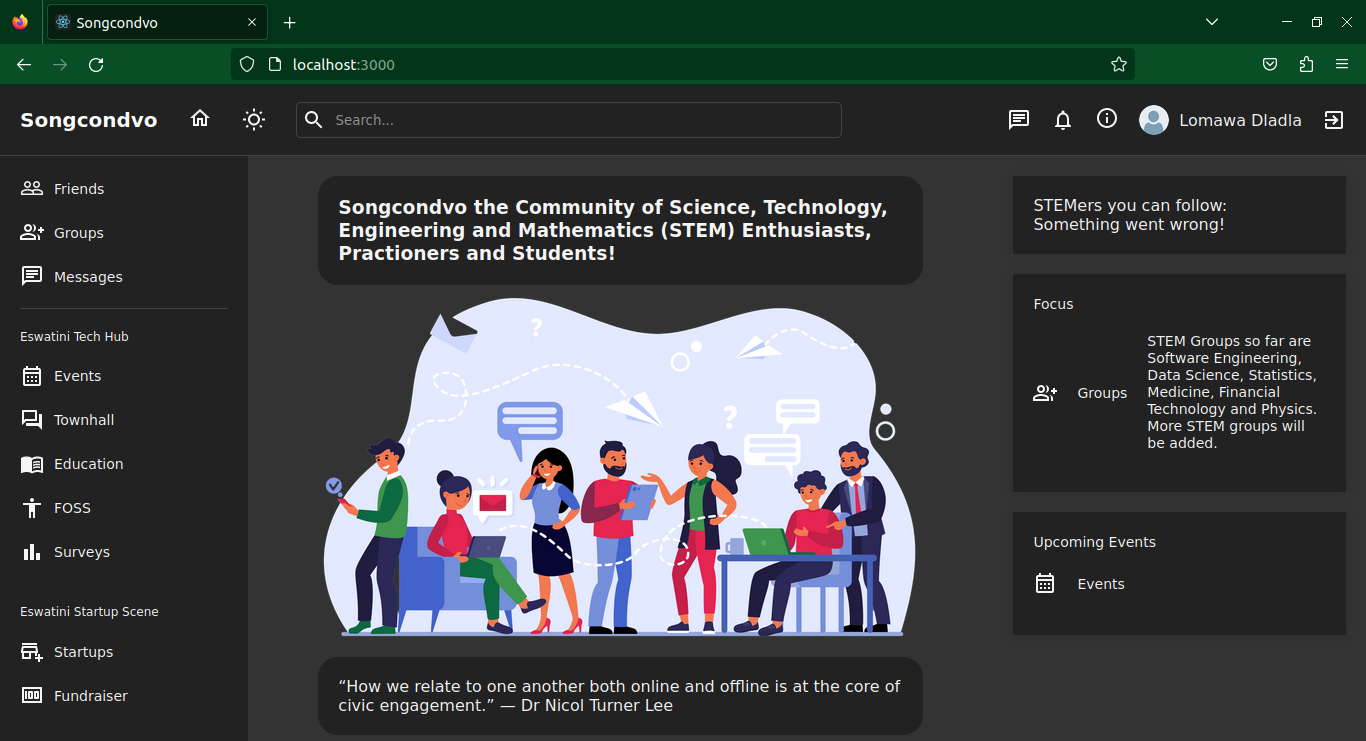 Songcondvo
localhost:3000
Songcondvo
Search...
Lomawa Dladla
Friends
Groups
Messages
Eswatini Tech Hub
Events
Townhall
Education
FOSS
Surveys
Eswatini Startup Scene
Startups
Fundraiser
Songcondvo the Community of Science, Technology,
Engineering and Mathematics (STEM) Enthusiasts,
Practioners and Students!
?
?
“How we relate to one another both online and offline is at the core of
civic engagement.” — Dr Nicol Turner Lee
STEMers you can follow:
Something went wrong!
Focus
Groups
STEM Groups so far are
Software Engineering,
Data Science, Statistics,
Medicine, Financial
Technology and Physics.
More STEM groups will
be added.
Upcoming Events
Events